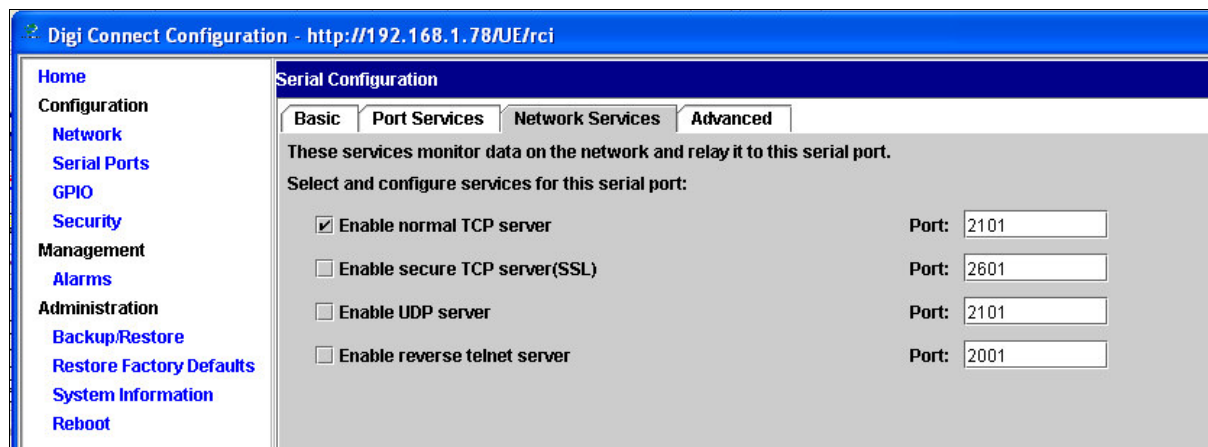 Digi Connect Configuration - http://192.168.1.78/UE/rci
Home
Configuration
Network
Serial Ports
GPIO
Security
Management
Alarms
Administration
Backup/Restore
Restore Factory Defaults
System Information
Reboot
Serial Configuration
Basic Port Services Network Services Advanced
These services monitor data on the network and relay it to this serial port.
Select and configure services for this serial port:
Enable normal TCP server Port: 2101
Enable secure TCP server(SSL) Port: 2601
Enable UDP server Port: 2101
Enable reverse telnet server Port: 2001